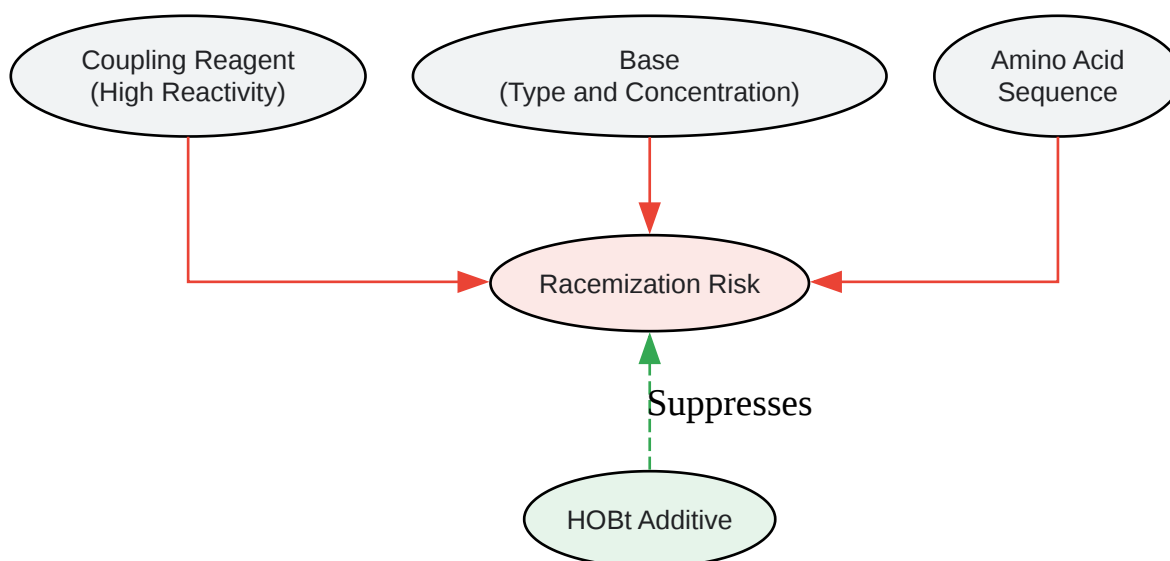 Coupling Reagent
(High Reactivity)
Base
(Type and Concentration)
Amino Acid
Sequence
Racemization Risk
Suppresses
HOBt Additive